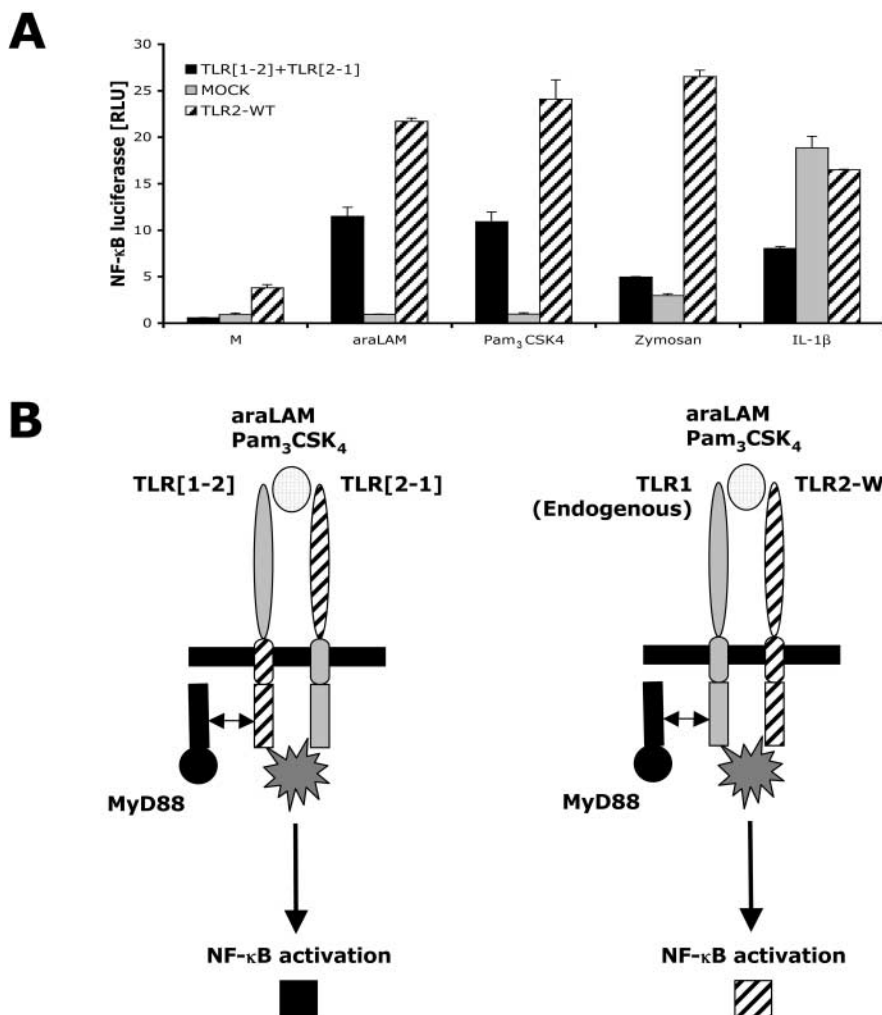 A
30
25
20
15
10
5
0
NF-κB luciferasse [RLU]
TLR[1-2]+TLR[2-1]
MOCK
TLR2-WT
M araLAM Pam3CSK4 Zymosan IL-1β
B
araLAM
Pam3CSK4
TLR[1-2] TLR[2-1]
MyD88
NF-κB activation
araLAM
Pam3CSK4
TLR1 TLR2-W
(Endogenous)
MyD88
NF-κB activation